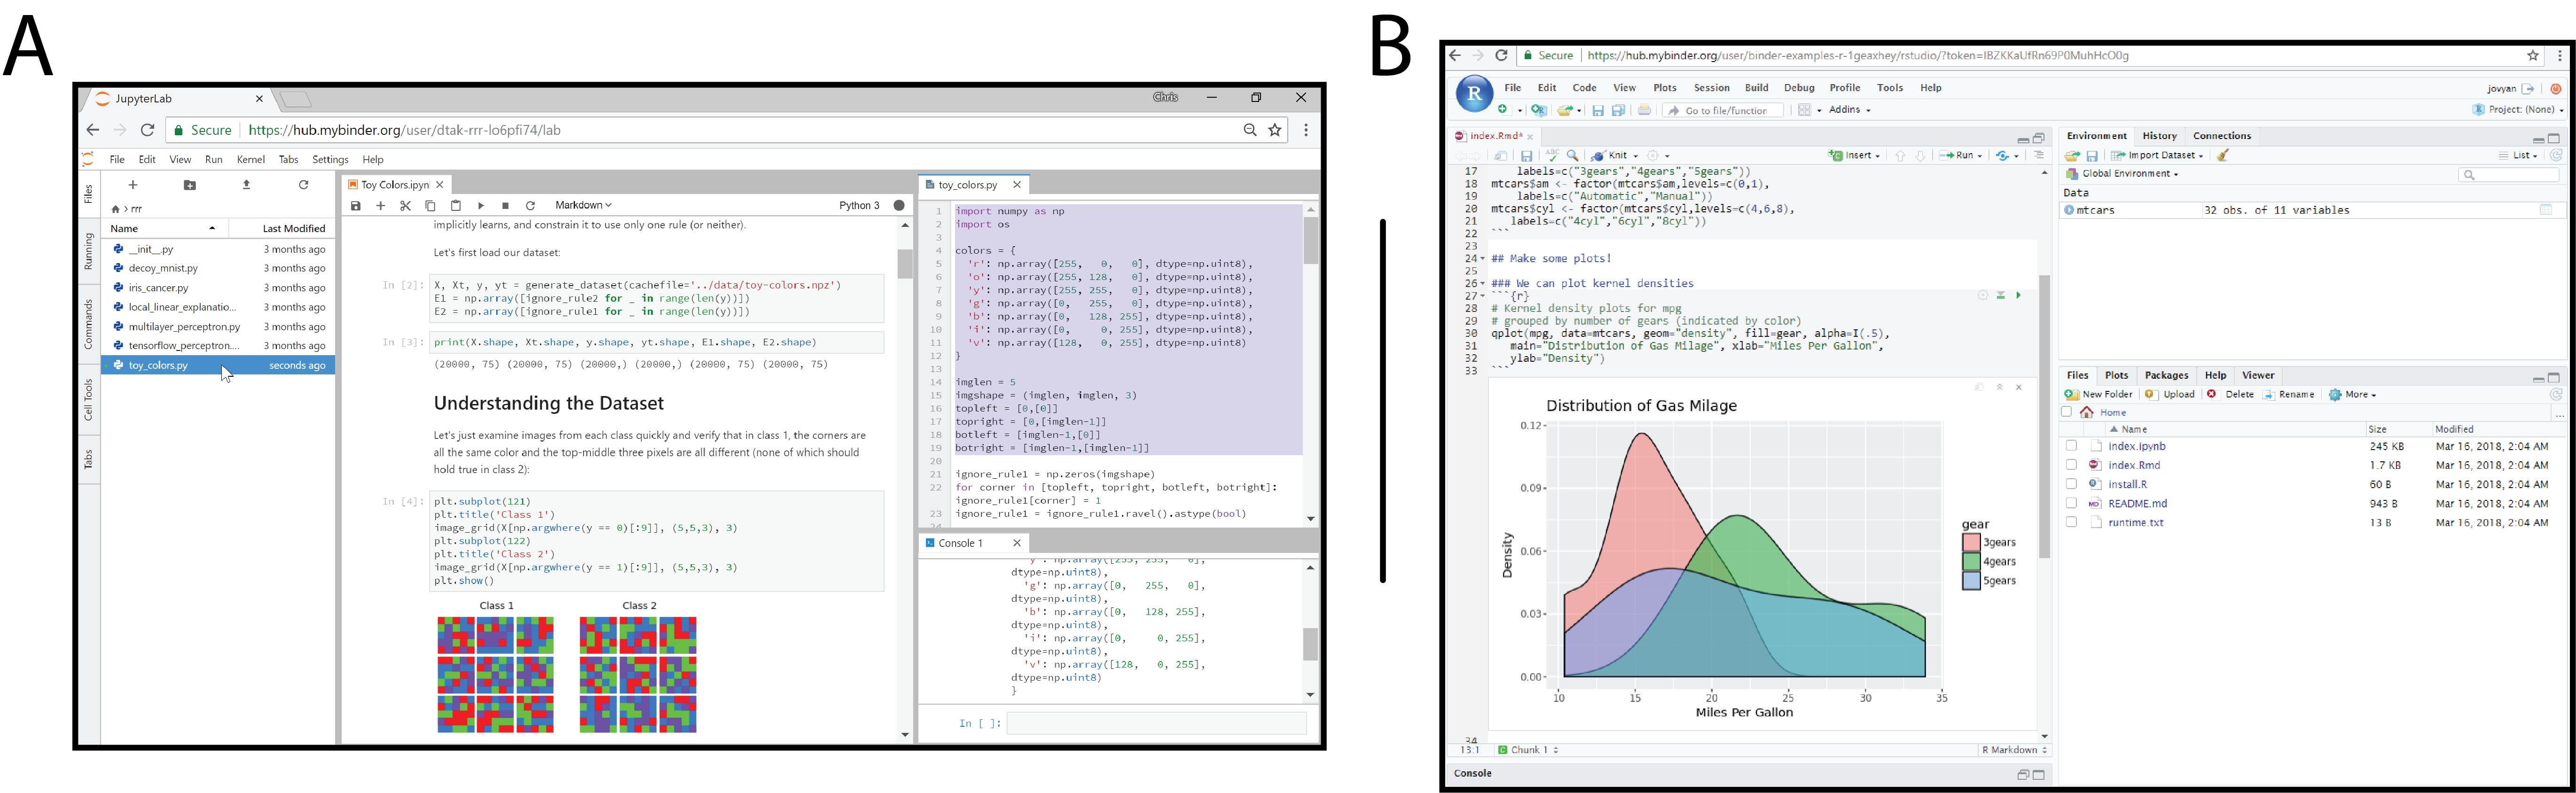 A
JupyterLab
Chris
Secure https://hub.mybinder.org/user/dtak-rrr-lo6pfi74/lab
File Edit View Run Kernel Tabs Settings Help
Files
Running
Commands
Cell Tools
Tabs
> rrr
Name Last Modified
__init__.py 3 months ago
decoy_mnist.py 3 months ago
iris_cancer.py 3 months ago
local_linear_explanatio... 3 months ago
multilayer_perceptron.py 3 months ago
tensorflow_perceptron.... 3 months ago
toy_colors.py seconds ago
Toy Colors.ipynb
Markdown Python 3
implicitly learns, and constrain it to use only one rule (or neither).
Let's first load our dataset:
In [2]: X, Xt, y, yt = generate_dataset(cachefile='../data/toy-colors.npz')
E1 = np.array([ignore_rule2 for _ in range(len(y))])
E2 = np.array([ignore_rule1 for _ in range(len(y))])
In [3]: print(X.shape, Xt.shape, y.shape, yt.shape, E1.shape, E2.shape)
(20000, 75) (20000, 75) (20000,) (20000,) (20000, 75) (20000, 75)
Understanding the Dataset
Let's just examine images from each class quickly and verify that in class 1, the corners are
all the same color and the top-middle three pixels are all different (none of which should
hold true in class 2):
In [4]: plt.subplot(121)
plt.title('Class 1')
image_grid(X[np.argwhere(y == 0)[:9]], (5,5,3), 3)
plt.subplot(122)
plt.title('Class 2')
image_grid(X[np.argwhere(y == 1)[:9]], (5,5,3), 3)
plt.show()
Class 1 Class 2
toy_colors.py
1 import numpy as np
2 import os
3
4 colors = {
5 'r': np.array([255, 0, 0], dtype=np.uint8),
6 'o': np.array([255, 128, 0], dtype=np.uint8),
7 'y': np.array([255, 255, 0], dtype=np.uint8),
8 'g': np.array([0, 255, 0], dtype=np.uint8),
9 'b': np.array([0, 128, 255], dtype=np.uint8),
10 'i': np.array([0, 0, 255], dtype=np.uint8),
11 'v': np.array([128, 0, 255], dtype=np.uint8)
12 }
13
14 imglen = 5
15 imgshape = (imglen, imglen, 3)
16 topleft = [0,[0]]
17 topright = [0,[imglen-1]]
18 botleft = [imglen-1,[0]]
19 botright = [imglen-1,[imglen-1]]
20
21 ignore_rule1 = np.zeros(imgshape)
22 for corner in [topleft, topright, botleft, botright]:
ignore_rule1[corner] = 1
23 ignore_rule1 = ignore_rule1.ravel().astype(bool)
24
Console 1
'y': np.array([255, 255, 0],
dtype=np.uint8),
'g': np.array([0, 255, 0],
dtype=np.uint8),
'b': np.array([0, 128, 255],
dtype=np.uint8),
'i': np.array([0, 0, 255],
dtype=np.uint8),
'v': np.array([128, 0, 255],
dtype=np.uint8)
}
In [ ]:
B
Secure https://hub.mybinder.org/user/binder-examples-r-1geaxhey/rstudio/?token=IBZKKaUfRn69P0MuhHcO0g
R File Edit Code View Plots Session Build Debug Profile Tools Help jovyan
Go to file/function Addins Project: (None)
index.Rmd*
ABC Knit Insert Run
17 labels=c("3gears","4gears","5gears"))
18 mtcars$am <- factor(mtcars$am,levels=c(0,1),
19 labels=c("Automatic","Manual"))
20 mtcars$cyl <- factor(mtcars$cyl,levels=c(4,6,8),
21 labels=c("4cyl","6cyl","8cyl"))
22 ```
23
24 ## Make some plots!
25
26 ### We can plot kernel densities
27 ```{r}
28 # Kernel density plots for mpg
29 # grouped by number of gears (indicated by color)
30 qplot(mpg, data=mtcars, geom="density", fill=gear, alpha=I(.5),
31 main="Distribution of Gas Milage", xlab="Miles Per Gallon",
32 ylab="Density")
33 ```
Distribution of Gas Milage
0.12
0.09
0.06
0.03
0.00
Density
10 15 20 25 30 35
Miles Per Gallon
gear
3gears
4gears
5gears
34
13:1 Chunk 1 R Markdown
Console
Environment History Connections
Import Dataset List
Global Environment
Data
mtcars 32 obs. of 11 variables
Files Plots Packages Help Viewer
New Folder Upload Delete Rename More
Home ...
Name Size Modified
index.ipynb 245 KB Mar 16, 2018, 2:04 AM
index.Rmd 1.7 KB Mar 16, 2018, 2:04 AM
install.R 60 B Mar 16, 2018, 2:04 AM
README.md 943 B Mar 16, 2018, 2:04 AM
runtime.txt 13 B Mar 16, 2018, 2:04 AM